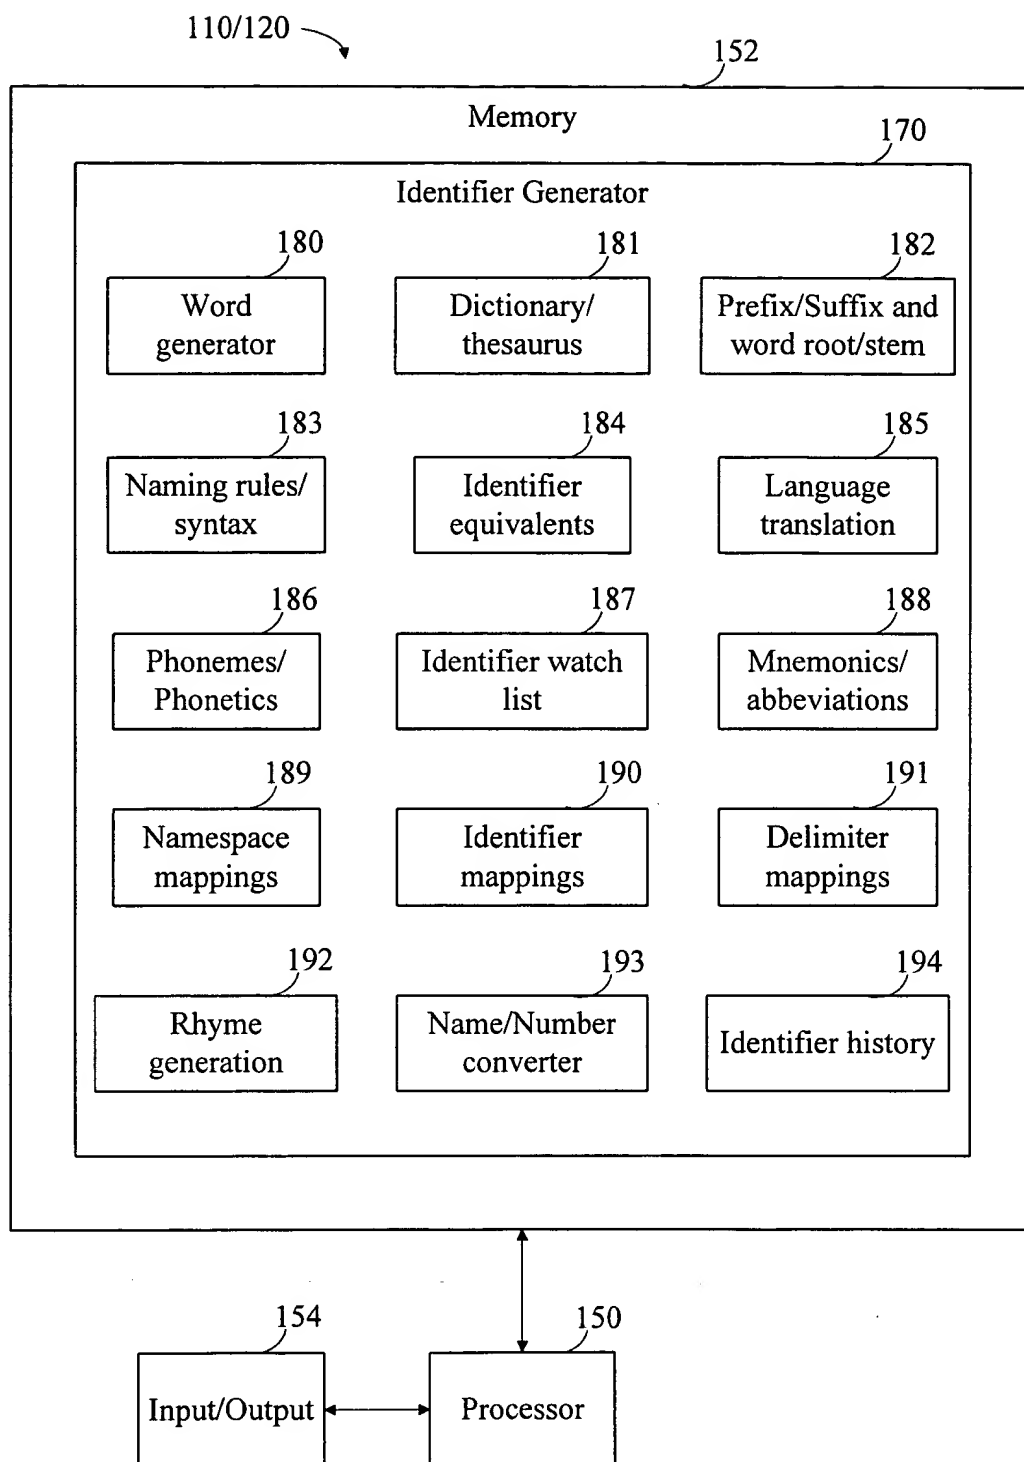 110/120
152
Memory
170
Identifier Generator
180
181
182
Word
generator
Dictionary/
thesaurus
Prefix/Suffix and
word root/stem
183
184
185
Naming rules/
syntax
Identifier
equivalents
Language
translation
186
187
188
Phonemes/
Phonetics
Identifier watch
list
Mnemonics/
abbeviations
189
190
191
Namespace
mappings
Identifier
mappings
Delimiter
mappings
192
193
194
Rhyme
generation
Name/Number
converter
Identifier history
154
150
Input/Output
Processor